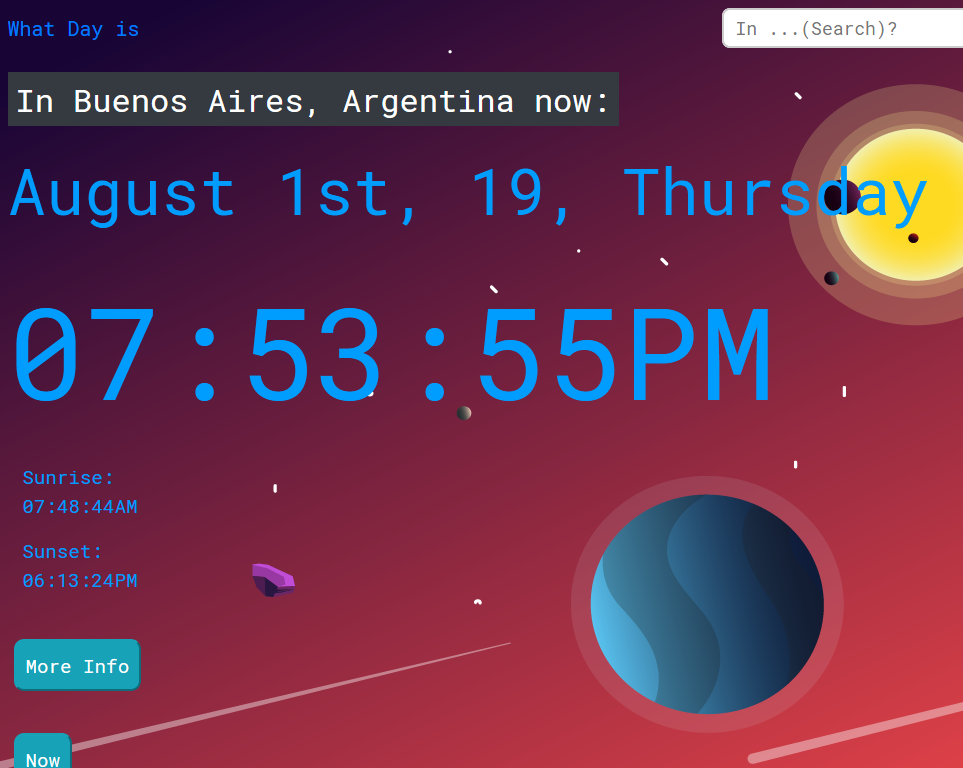 What Day is
In ...(Search)?
In Buenos Aires, Argentina now:
August 1st, 19, Thursday
07:53:55PM
Sunrise:
07:48:44AM
Sunset:
06:13:24PM
More Info
Now